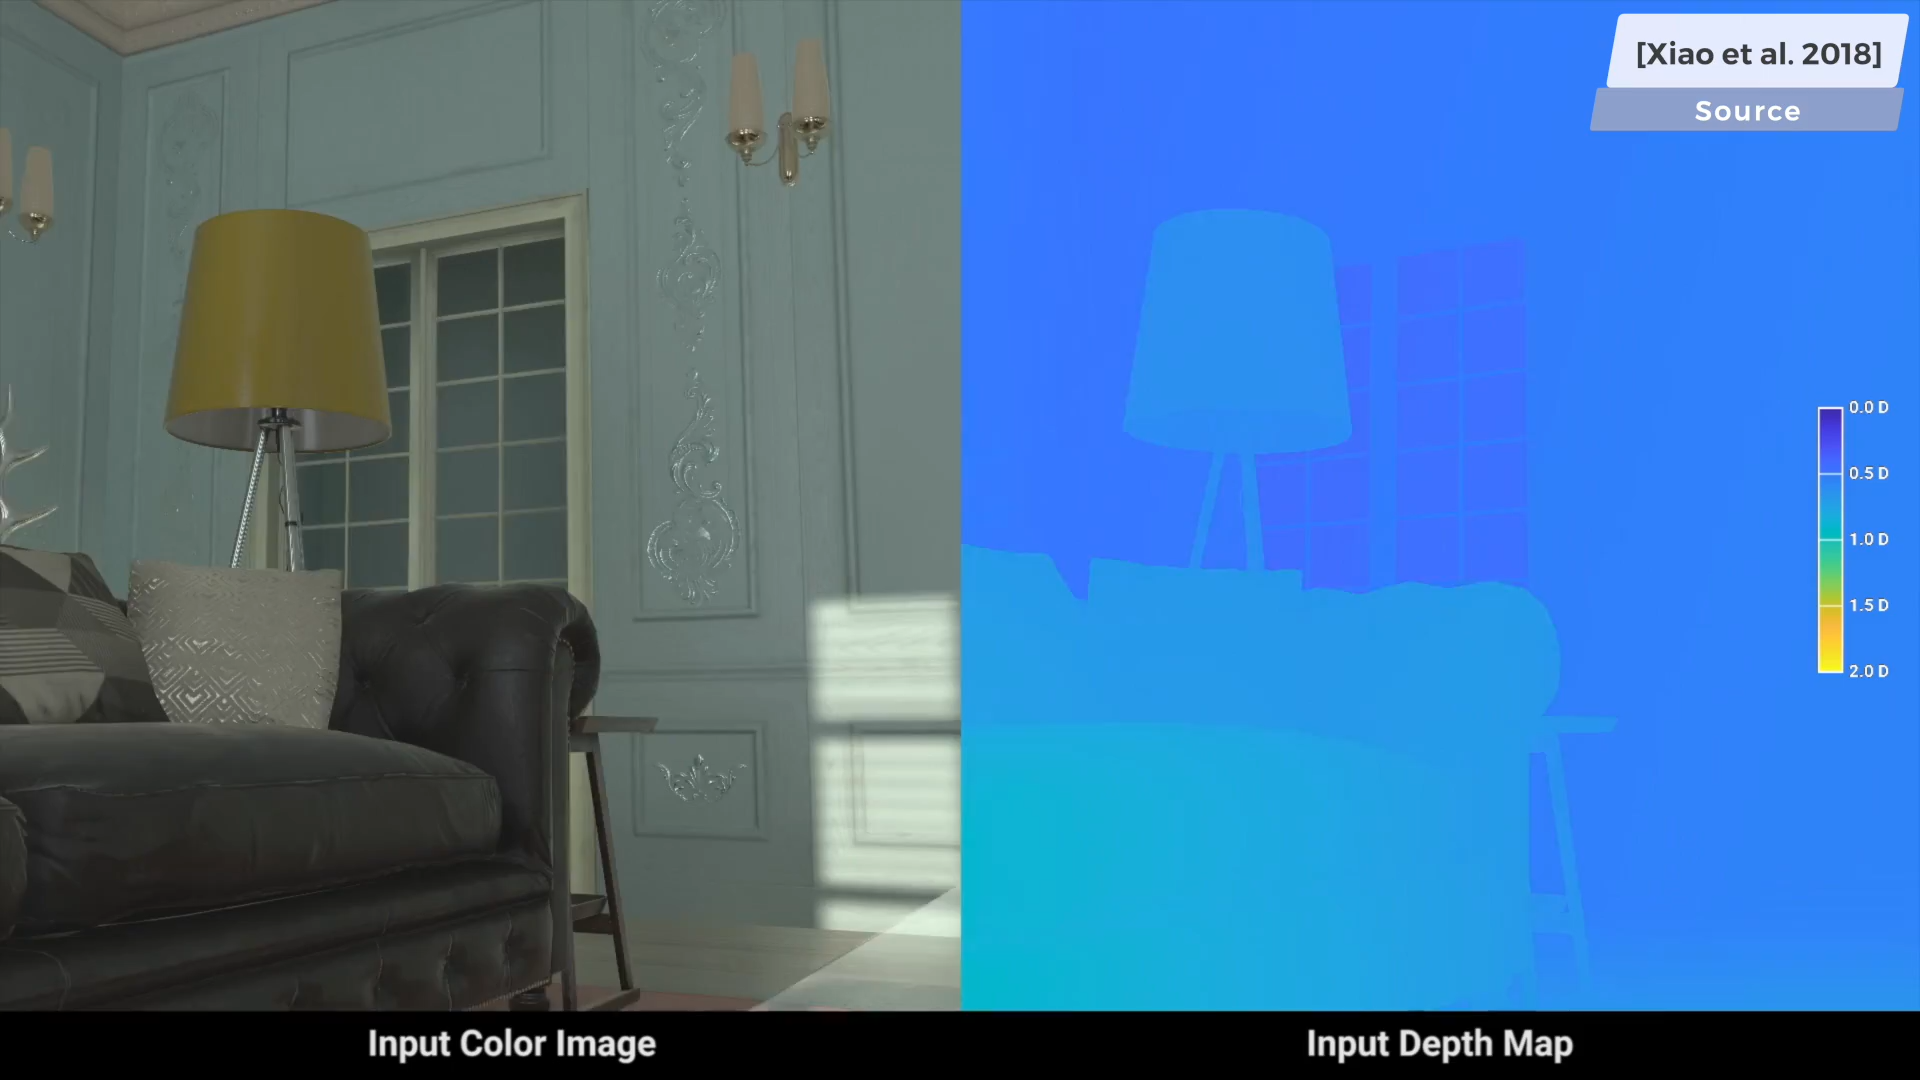 [Xiao et al. 2018]
Source
0.0 D
0.5 D
1.0 D
1.5 D
2.0 D
Input Color Image
Input Depth Map